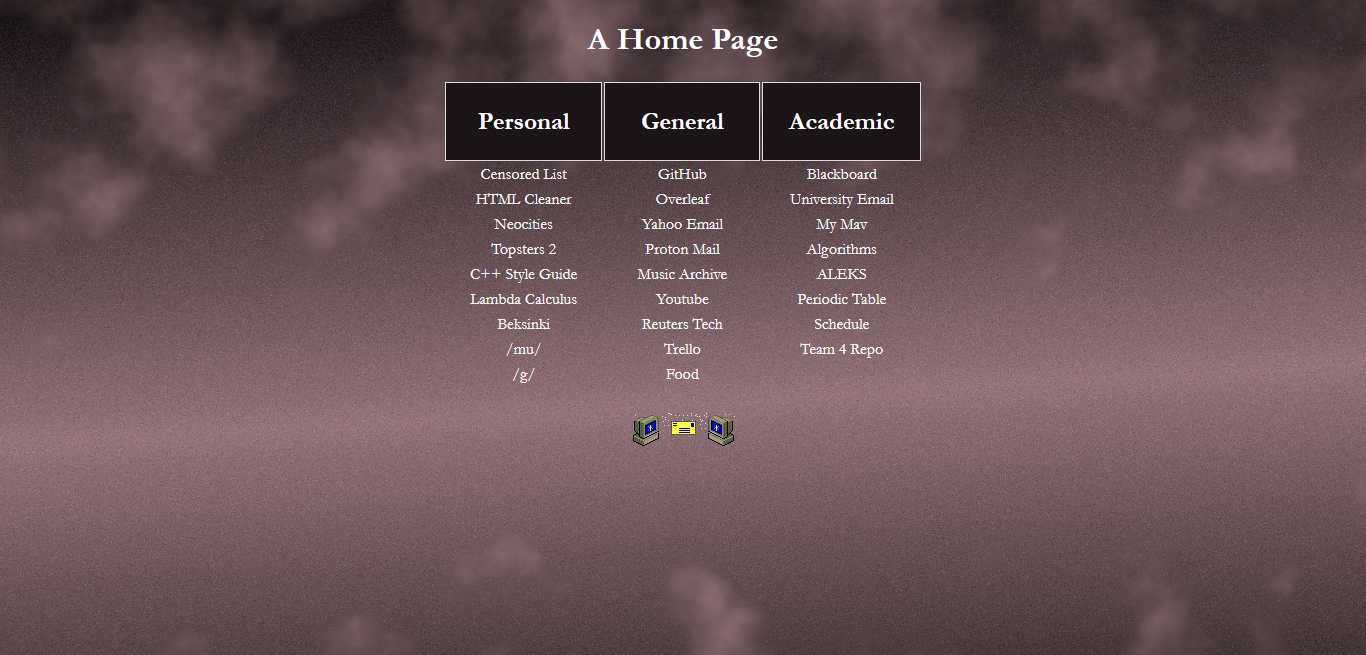 A Home Page
Personal General Academic
Censored List GitHub Blackboard
HTML Cleaner Overleaf University Email
Neocities Yahoo Email My Mav
Topsters 2 Proton Mail Algorithms
C++ Style Guide Music Archive ALEKS
Lambda Calculus Youtube Periodic Table
Beksinki Reuters Tech Schedule
/mu/ Trello Team 4 Repo
/g/ Food